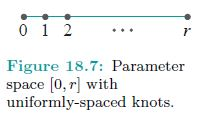 0 1 2 ... r
Figure 18.7: Parameter
space [0, r] with
uniformly-spaced knots.